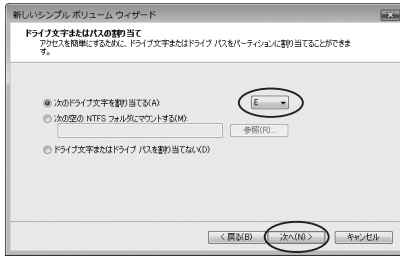 新しいシンプル ボリューム ウィザード
ドライブ文字またはパスの割り当て
アクセスを簡単にするために、ドライブ文字またはドライブ パスをパーティションに割り当てることができま
す。
次のドライブ文字を割り当てる(A):
E
次の空の NTFS フォルダにマウントする(M):
参照(R)...
ドライブ文字またはドライブ パスを割り当てない(D)
< 戻る(B)
次へ(N) >
キャンセル